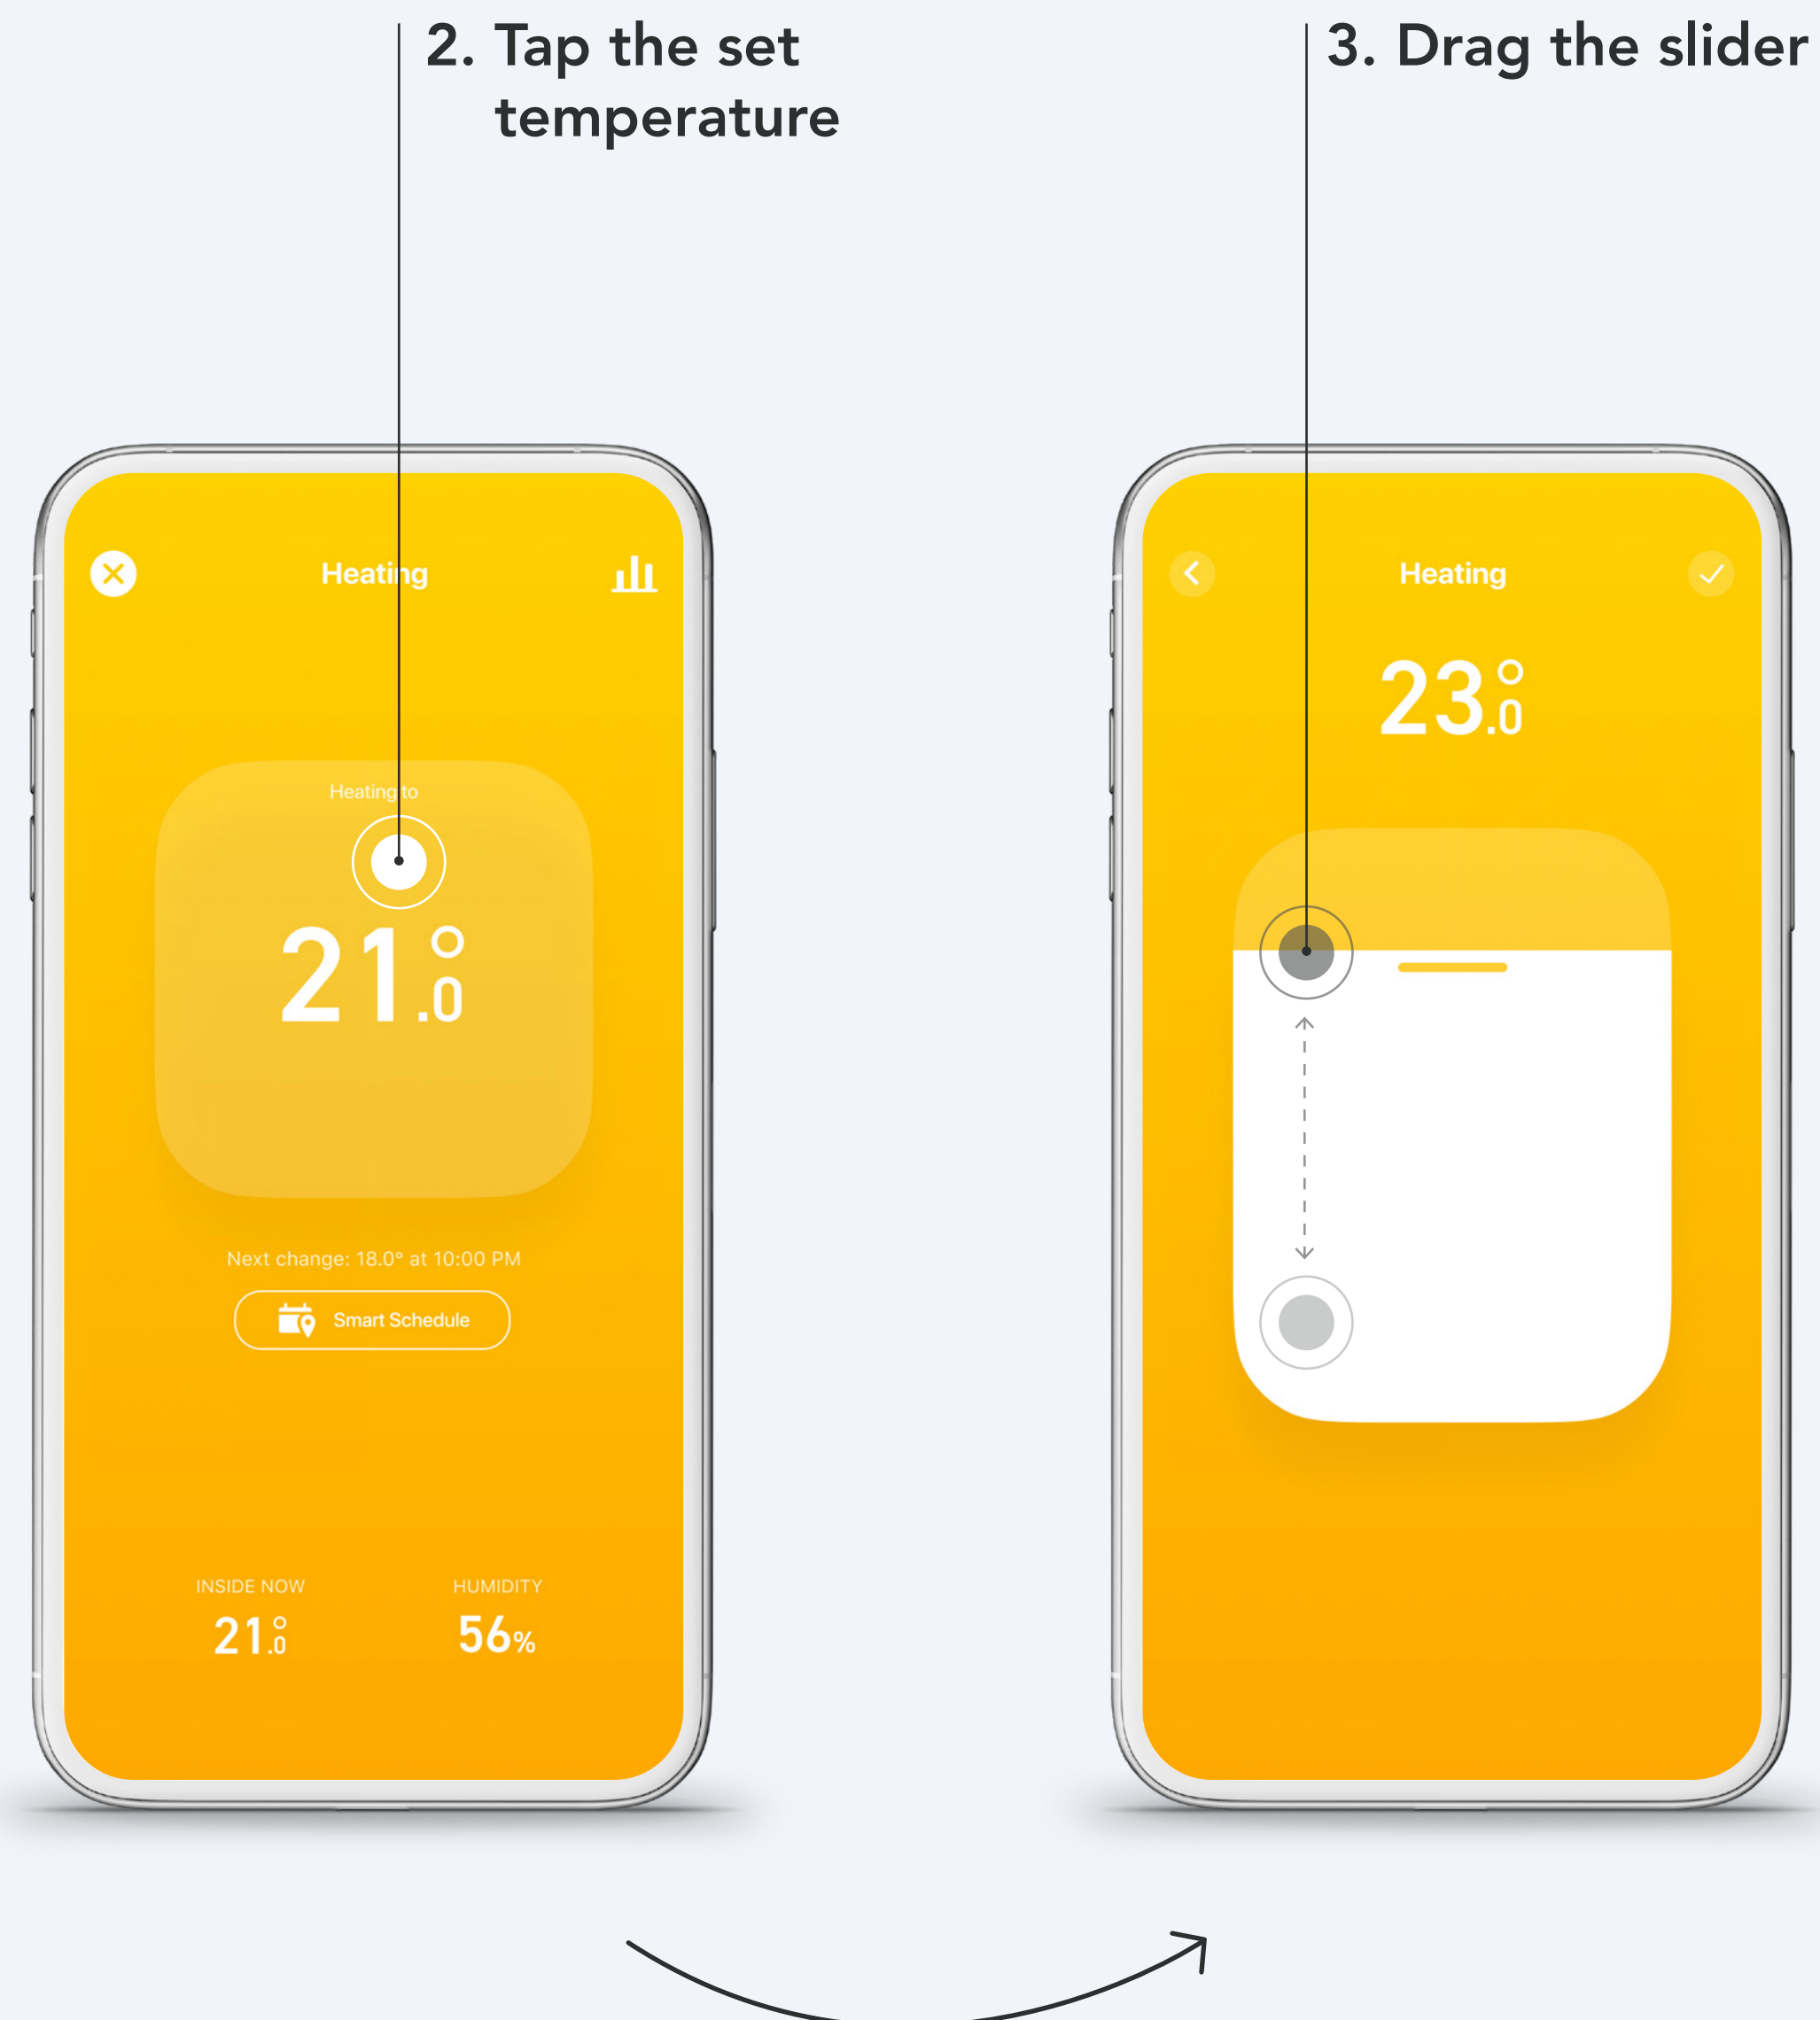 2. Tap the set
temperature
3. Drag the slider
Heating
Heating to
21.0°
Next change: 18.0° at 10:00 PM
Smart Schedule
INSIDE NOW
21.0°
HUMIDITY
56%
Heating
23.0°